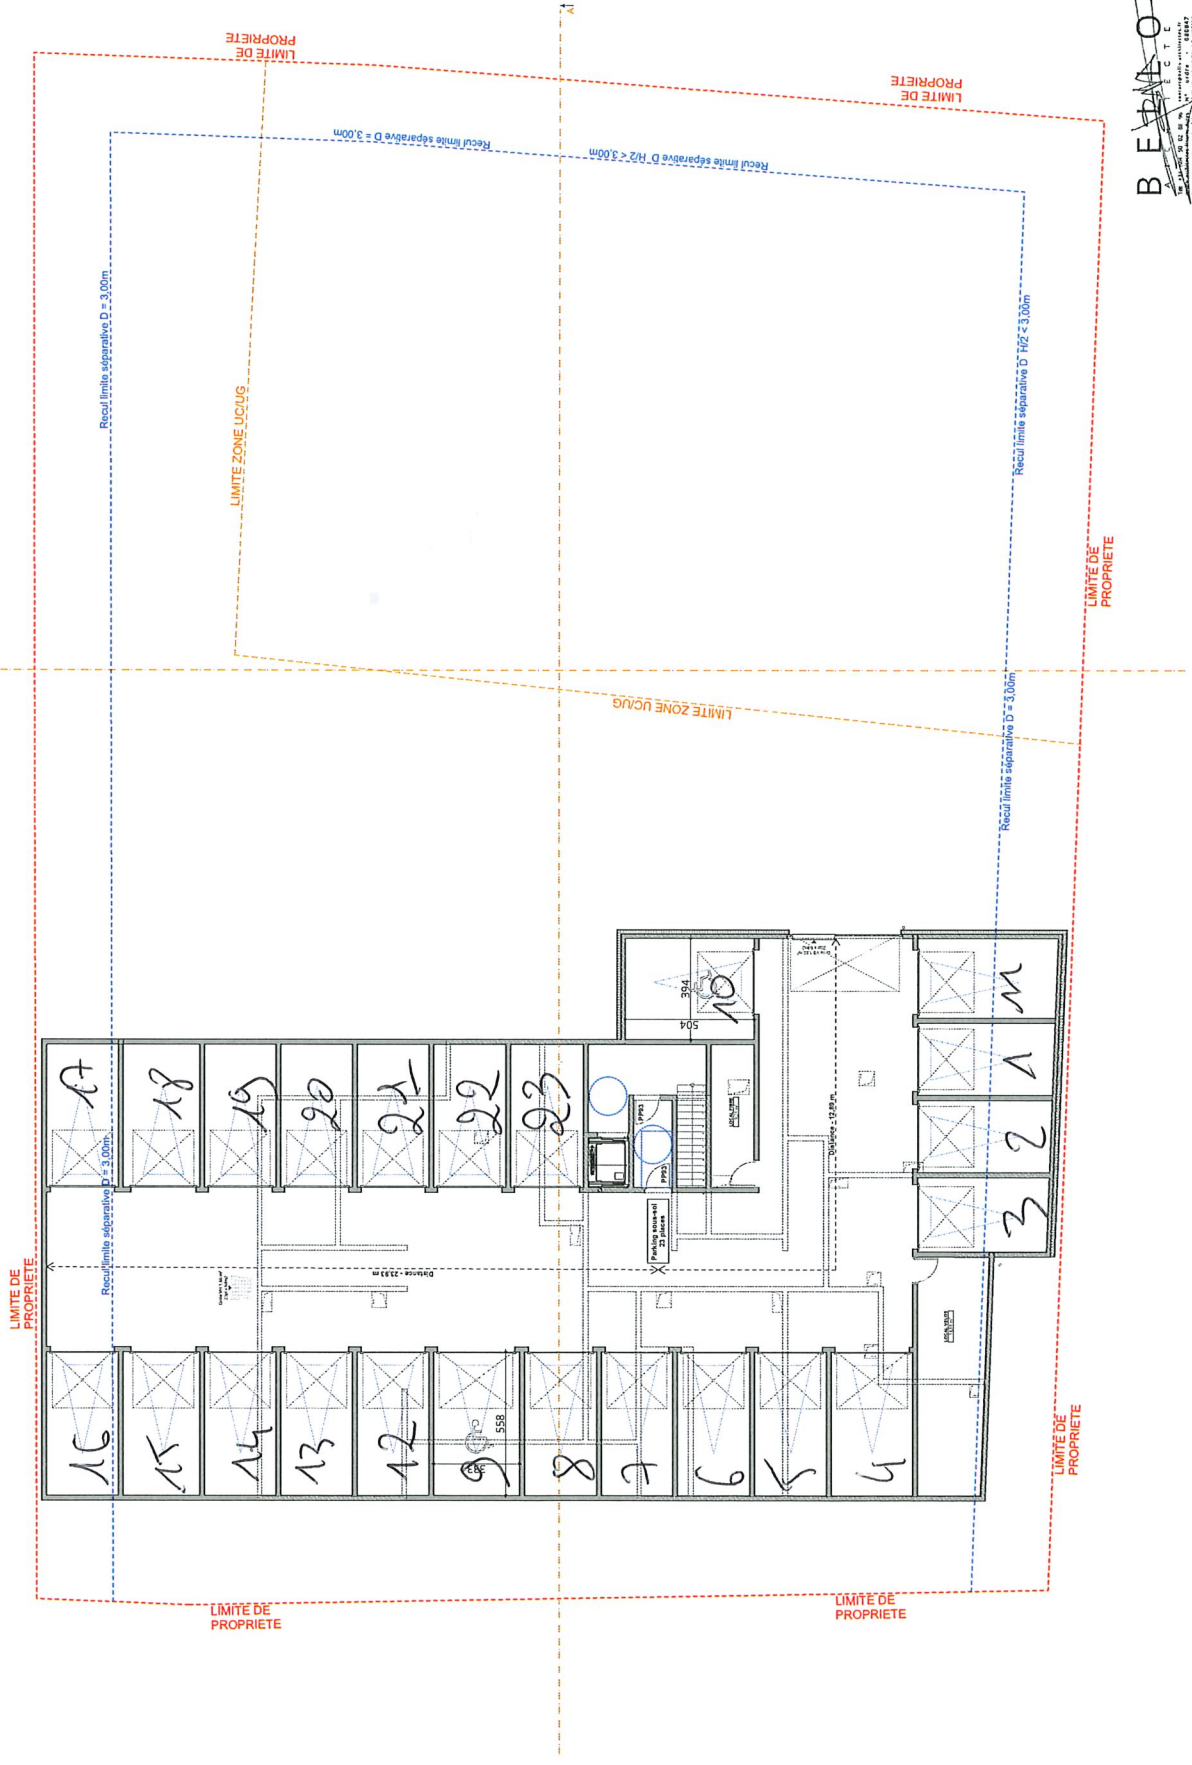 A
LIMITE DE
PROPRIETE
LIMITE DE
PROPRIETE
B E
Recul limite séparative D = 3,00m
Recul limite séparative D H/2 < 3,00m
Recul limite séparative D = 3,00m
LIMITE ZONE UC/UG
Recul limite séparative D H/2 < 3,00m
LIMITE DE
PROPRIETE
LIMITE ZONE UC/UG
Recul limite séparative D = 3,00m
10
394
504
11
1
2
3
17
18
19
20
21
22
23
PP93
PP93
Parking sous-sol
23 places
Distance - 12,89 m
Recul limite séparative D = 3,00m
Distance - 23,93 m
LIMITE DE
PROPRIETE
16
15
14
13
12
9
558
8
7
6
5
4
LIMITE DE
PROPRIETE
LIMITE DE
PROPRIETE
LIMITE DE
PROPRIETE